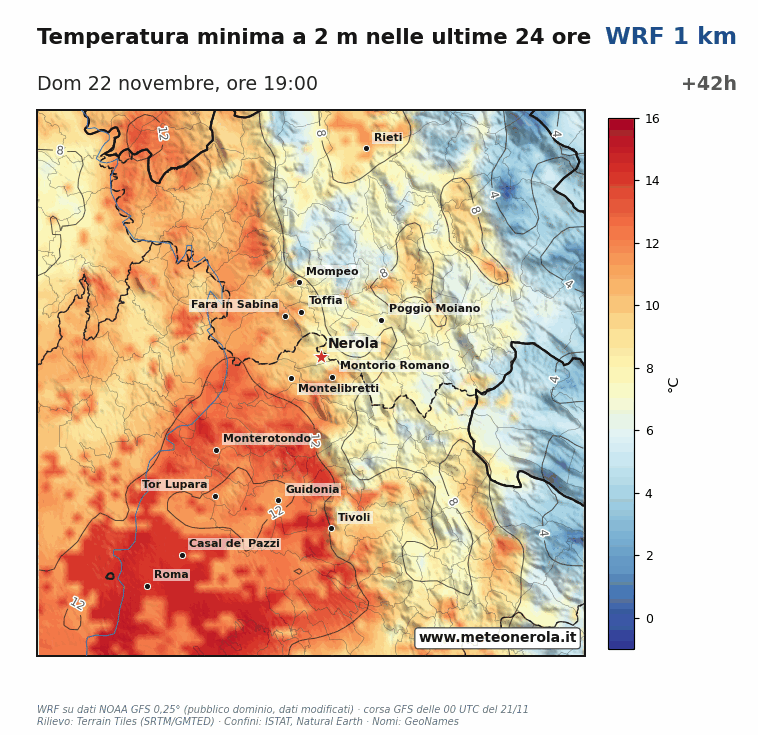 Temperatura minima a 2 m nelle ultime 24 ore WRF 1 km
Dom 22 novembre, ore 19:00 +42h
12
8
8
Rieti
4
4
8
16
14
12
10
8
6
4
2
0
°C
Mompeo
8
4
Fara in Sabina
Toffia
Poggio Moiano
Nerola
Montorio Romano
Montelibretti
4
Monterotondo
12
Tor Lupara
Guidonia
12
8
Tivoli
4
Casal de' Pazzi
Roma
12
www.meteonerola.it
WRF su dati NOAA GFS 0,25° (pubblico dominio, dati modificati) · corsa GFS delle 00 UTC del 21/11
Rilievo: Terrain Tiles (SRTM/GMTED) · Confini: ISTAT, Natural Earth · Nomi: GeoNames